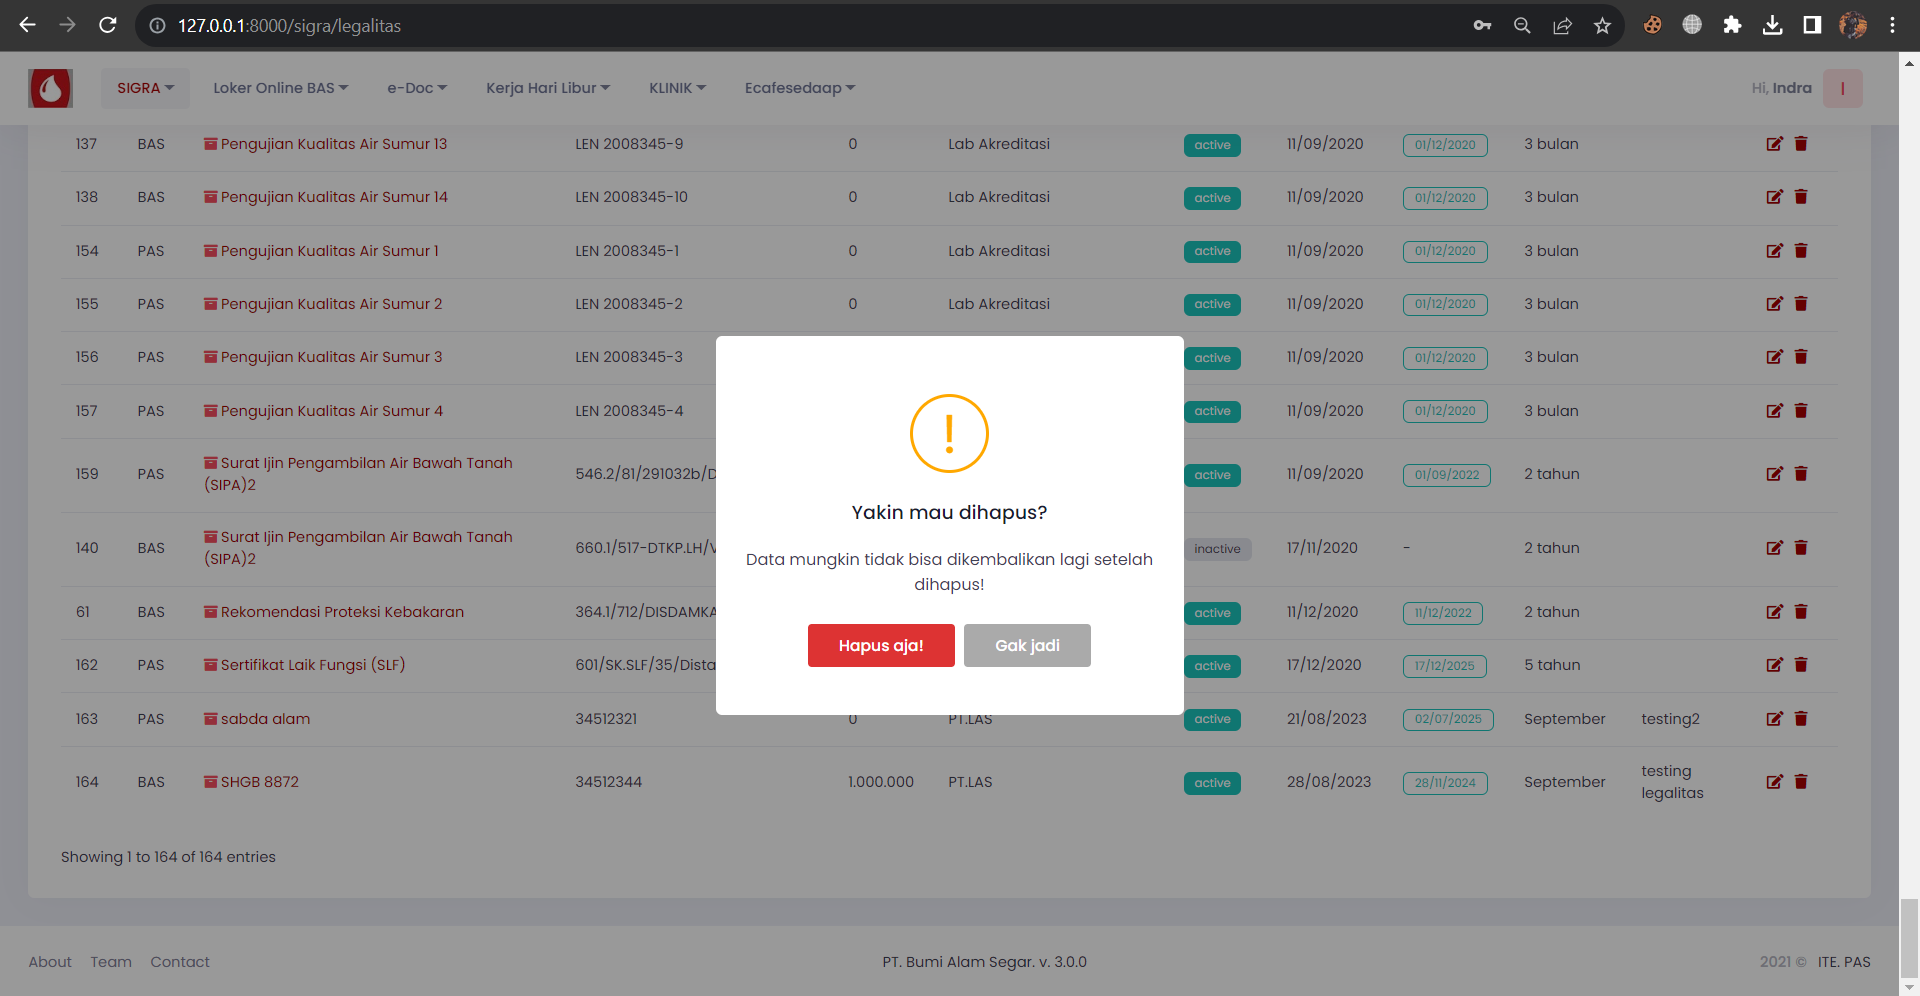 127.0.0.1:8000/sigra/legalitas
SIGRA Loker Online BAS e-Doc Kerja Hari Libur KLINIK Ecafesedaap Hi, Indra I
137 BAS Pengujian Kualitas Air Sumur 13 LEN 2008345-9 0 Lab Akreditasi active 11/09/2020 01/12/2020 3 bulan
138 BAS Pengujian Kualitas Air Sumur 14 LEN 2008345-10 0 Lab Akreditasi active 11/09/2020 01/12/2020 3 bulan
154 PAS Pengujian Kualitas Air Sumur 1 LEN 2008345-1 0 Lab Akreditasi active 11/09/2020 01/12/2020 3 bulan
155 PAS Pengujian Kualitas Air Sumur 2 LEN 2008345-2 0 Lab Akreditasi active 11/09/2020 01/12/2020 3 bulan
156 PAS Pengujian Kualitas Air Sumur 3 LEN 2008345-3 active 11/09/2020 01/12/2020 3 bulan
157 PAS Pengujian Kualitas Air Sumur 4 LEN 2008345-4 active 11/09/2020 01/12/2020 3 bulan
159 PAS Surat Ijin Pengambilan Air Bawah Tanah 546.2/81/291032b/D active 11/09/2020 01/09/2022 2 tahun
(SIPA)2
140 BAS Surat Ijin Pengambilan Air Bawah Tanah 660.1/517-DTKP.LH/V inactive 17/11/2020 - 2 tahun
(SIPA)2
61 BAS Rekomendasi Proteksi Kebakaran 364.1/712/DISDAMKA active 11/12/2020 11/12/2022 2 tahun
162 PAS Sertifikat Laik Fungsi (SLF) 601/SK.SLF/35/Dista active 17/12/2020 17/12/2025 5 tahun
163 PAS sabda alam 34512321 0 PT.LAS active 21/08/2023 02/07/2025 September testing2
164 BAS SHGB 8872 34512344 1.000.000 PT.LAS active 28/08/2023 28/11/2024 September testing
legalitas
Showing 1 to 164 of 164 entries
!
Yakin mau dihapus?
Data mungkin tidak bisa dikembalikan lagi setelah
dihapus!
Hapus aja! Gak jadi
About Team Contact PT. Bumi Alam Segar. v. 3.0.0 2021 © ITE. PAS